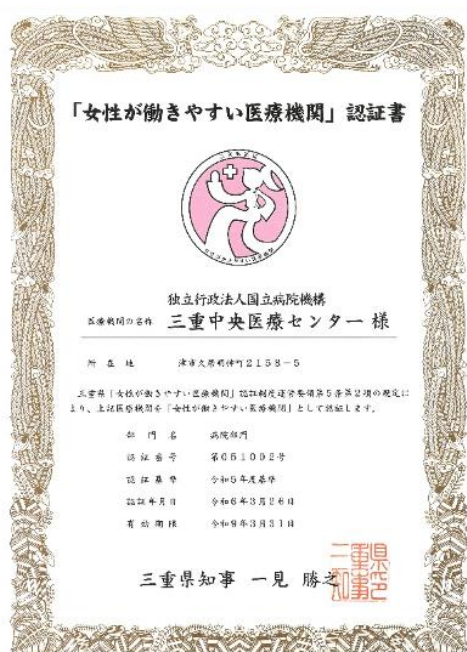 「女性が働きやすい医療機関」認証書
独立行政法人国立病院機構
医療機関の名称 三重中央医療センター 様
所在地 津市久居明神町2158-5
三重県「女性が働きやすい医療機関」認証制度運営要領第5条第2項の規定に
より、上記医療機関を「女性が働きやすい医療機関」として認証します。
部門名 病院部門
認証番号 第051002号
認証基準 令和5年度基準
認証年月日 令和6年3月26日
有効期限 令和9年3月31日
三重県知事 一見 勝之